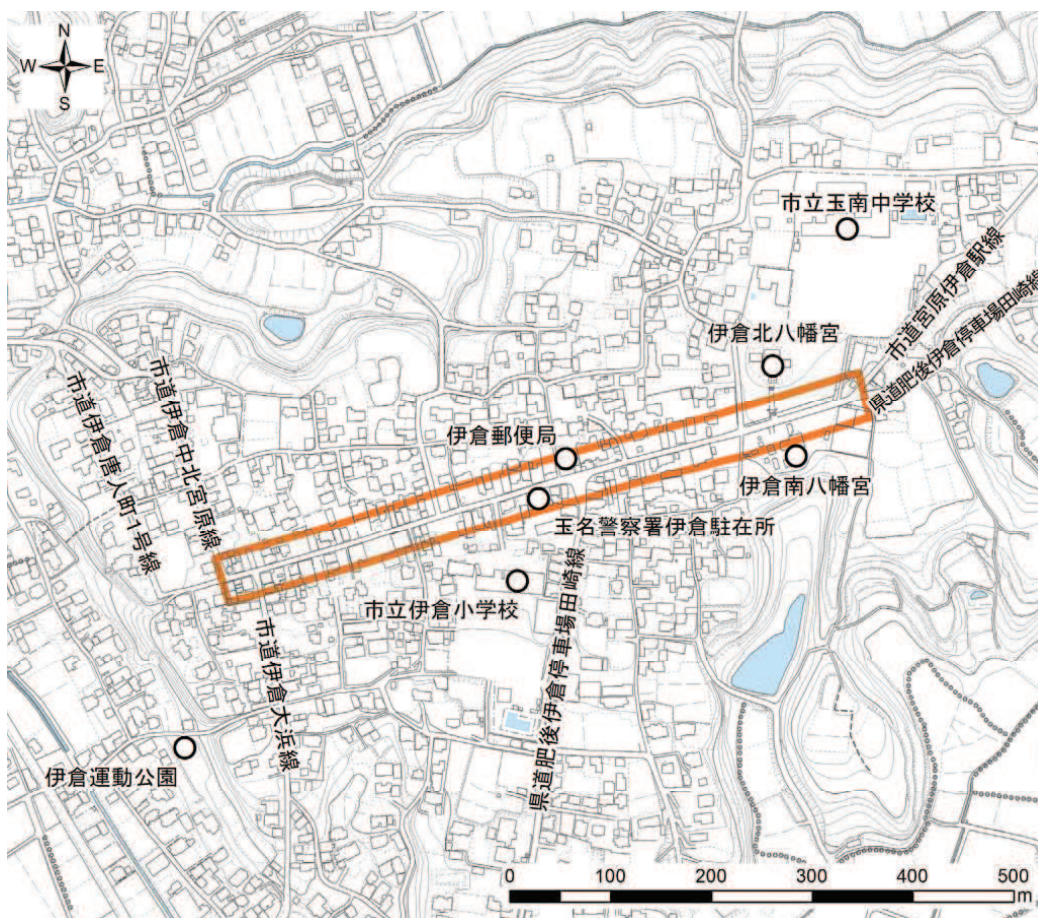 N
W E
S
市立玉南中学校
市道宮原伊倉駅線
県道肥後伊倉停車場田崎線
伊倉北八幡宮
市道伊倉中北宮原線
市道伊倉唐人町1号線
伊倉郵便局
伊倉南八幡宮
玉名警察署伊倉駐在所
市立伊倉小学校
県道肥後伊倉停車場田崎線
市道伊倉大浜線
伊倉運動公園
0 100 200 300 400 500
m